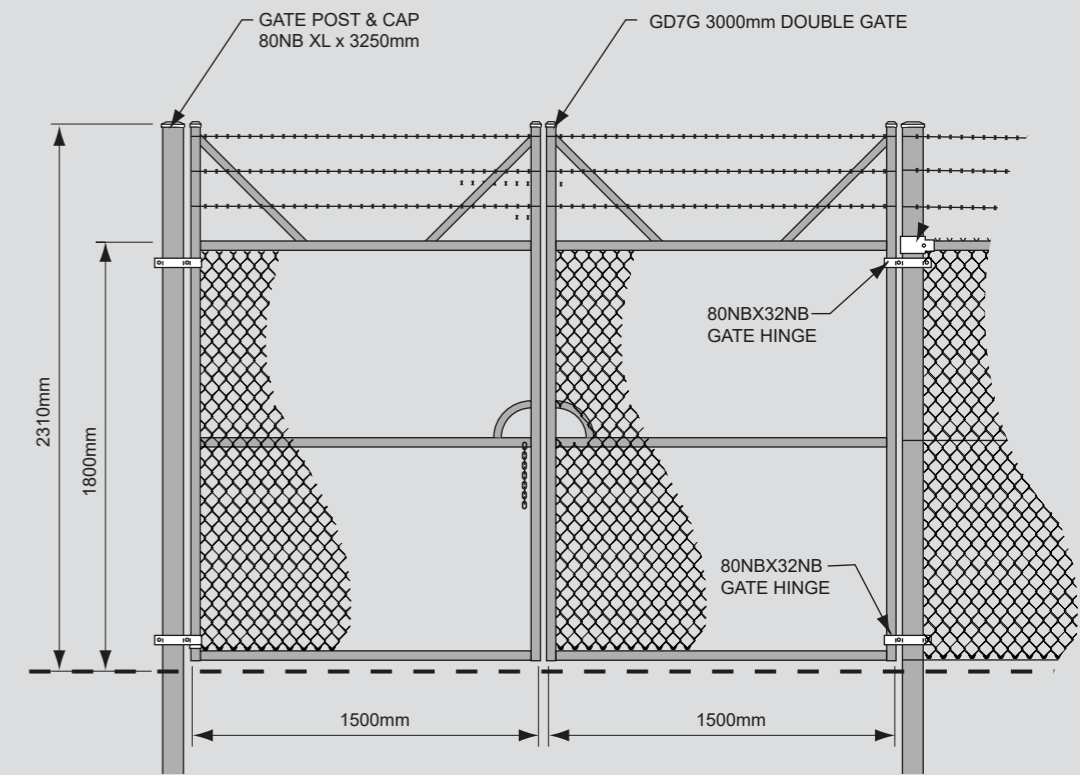 GATE POST & CAP
80NB XL x 3250mm
GD7G 3000mm DOUBLE GATE
80NBX32NB
GATE HINGE
2310mm
1800mm
80NBX32NB
GATE HINGE
1500mm
1500mm